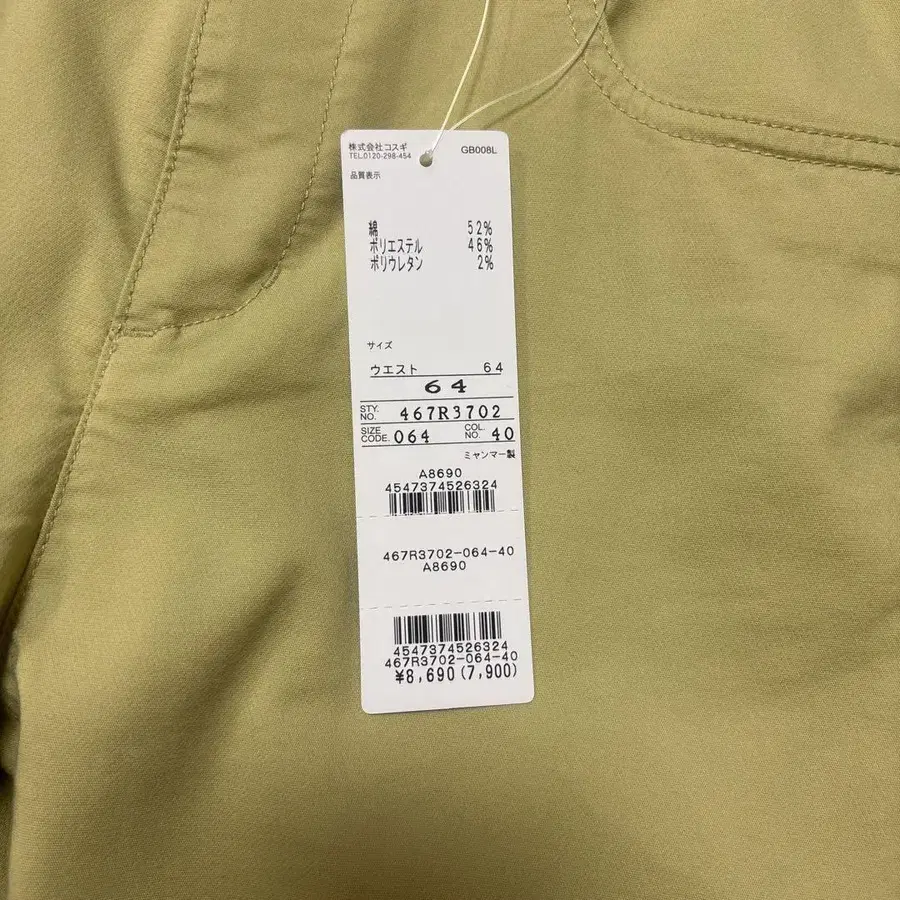 株式会社コスギ
TEL.0120-298-454
GB008L
品質表示
綿 52%
ポリエステル 46%
ポリウレタン 2%
サイズ
ウエスト 64
64
STY. NO. 467R3702
SIZE CODE. 064 COL. NO. 40
ミャンマー製
A8690
4547374526324
467R3702-064-40
A8690
4547374526324
467R3702-064-40
¥8,690(7,900)